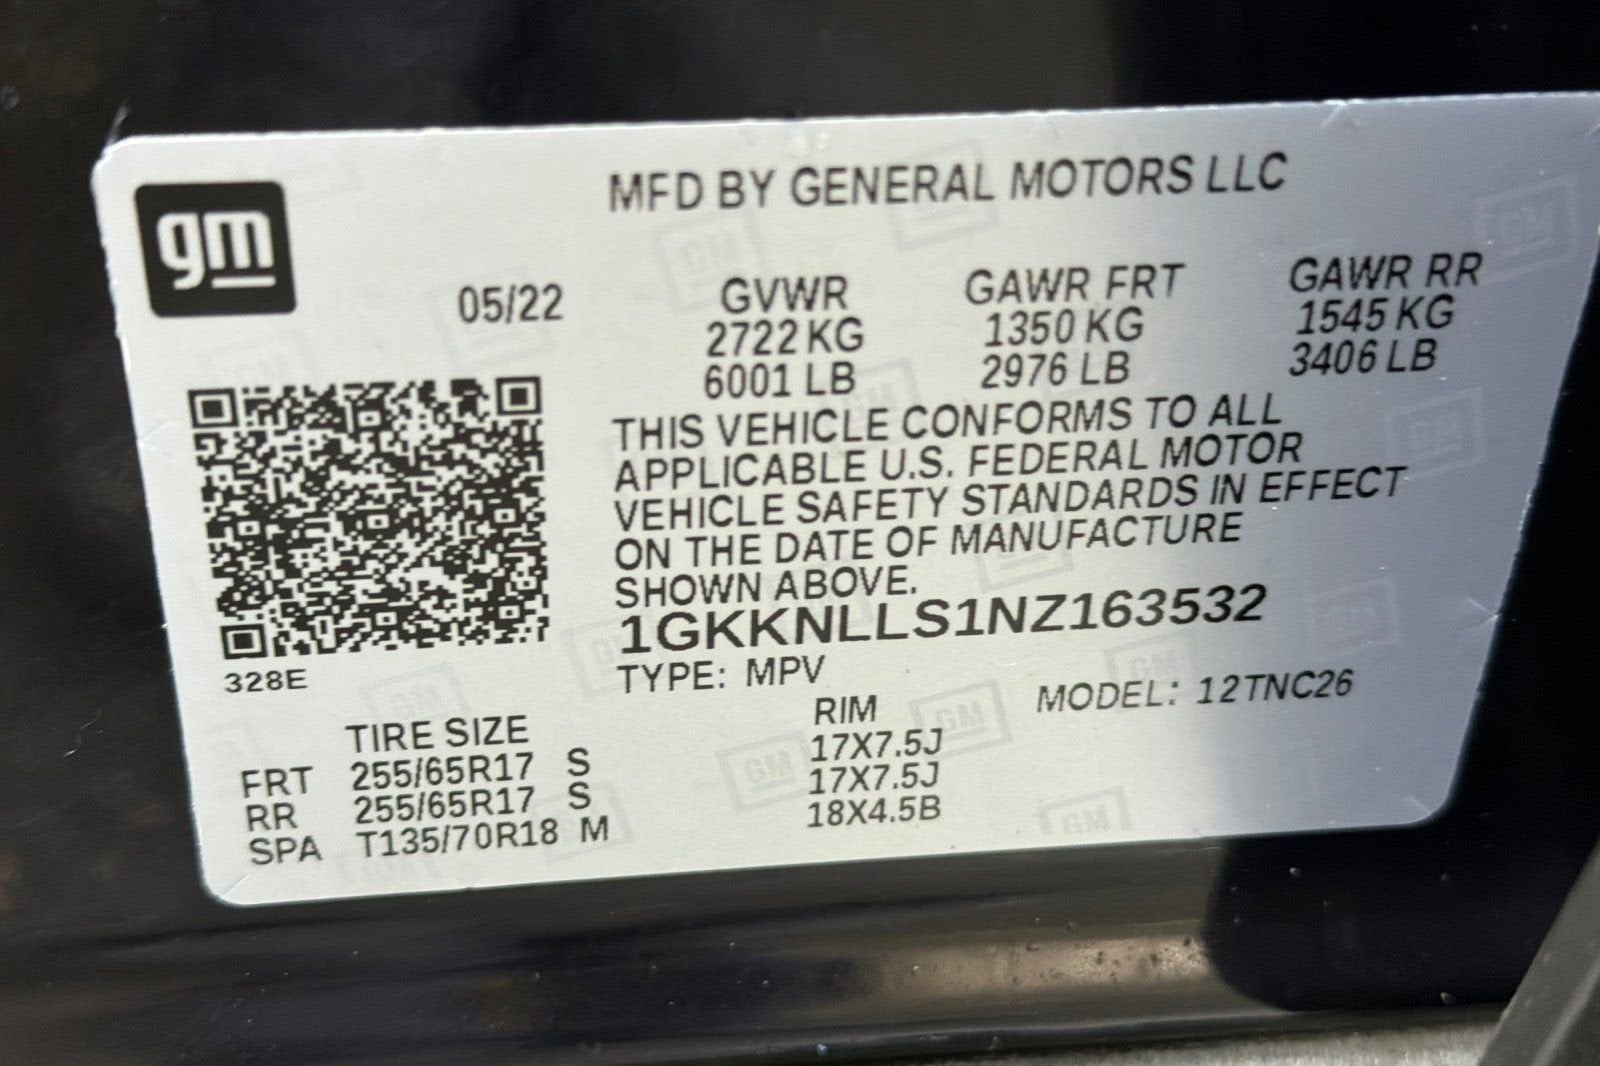 gm
MFD BY GENERAL MOTORS LLC
05/22 GVWR GAWR FRT GAWR RR
2722 KG 1350 KG 1545 KG
6001 LB 2976 LB 3406 LB
THIS VEHICLE CONFORMS TO ALL
APPLICABLE U.S. FEDERAL MOTOR
VEHICLE SAFETY STANDARDS IN EFFECT
ON THE DATE OF MANUFACTURE
SHOWN ABOVE.
1GKKNLLS1NZ163532
328E
TYPE: MPV MODEL: 12TNC26
TIRE SIZE RIM
FRT 255/65R17 S 17X7.5J
RR 255/65R17 S 17X7.5J
SPA T135/70R18 M 18X4.5B